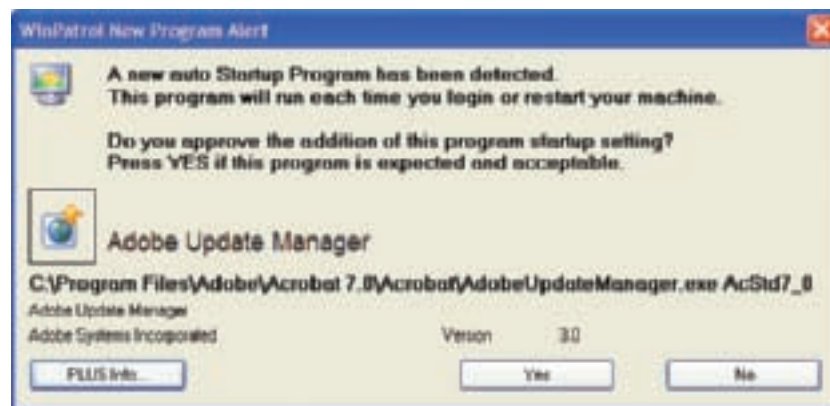 WinPatrol New Program Alert
A new auto Startup Program has been detected.
This program will run each time you login or restart your machine.
Do you approve the addition of this program startup setting?
Press YES if this program is expected and acceptable.
Adobe Update Manager
C:\Program Files\Adobe\Acrobat 7.0\Acrobat\AdobeUpdateManager.exe AcStd7_0
Adobe Update Manager
Adobe Systems Incorporated Version 3.0
PLUS Info... Yes No